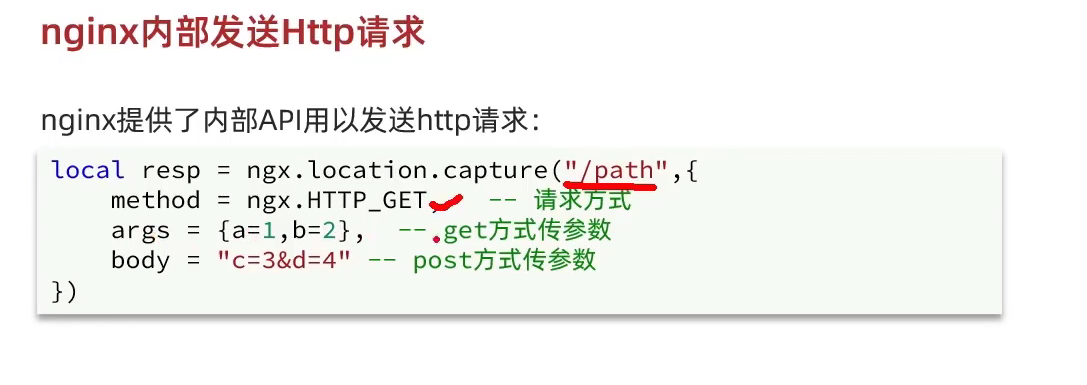 nginx内部发送Http请求
nginx提供了内部API用以发送http请求：
local resp = ngx.location.capture("/path",{
method = ngx.HTTP_GET, -- 请求方式
args = {a=1,b=2}, -- get方式传参数
body = "c=3&d=4" -- post方式传参数
})